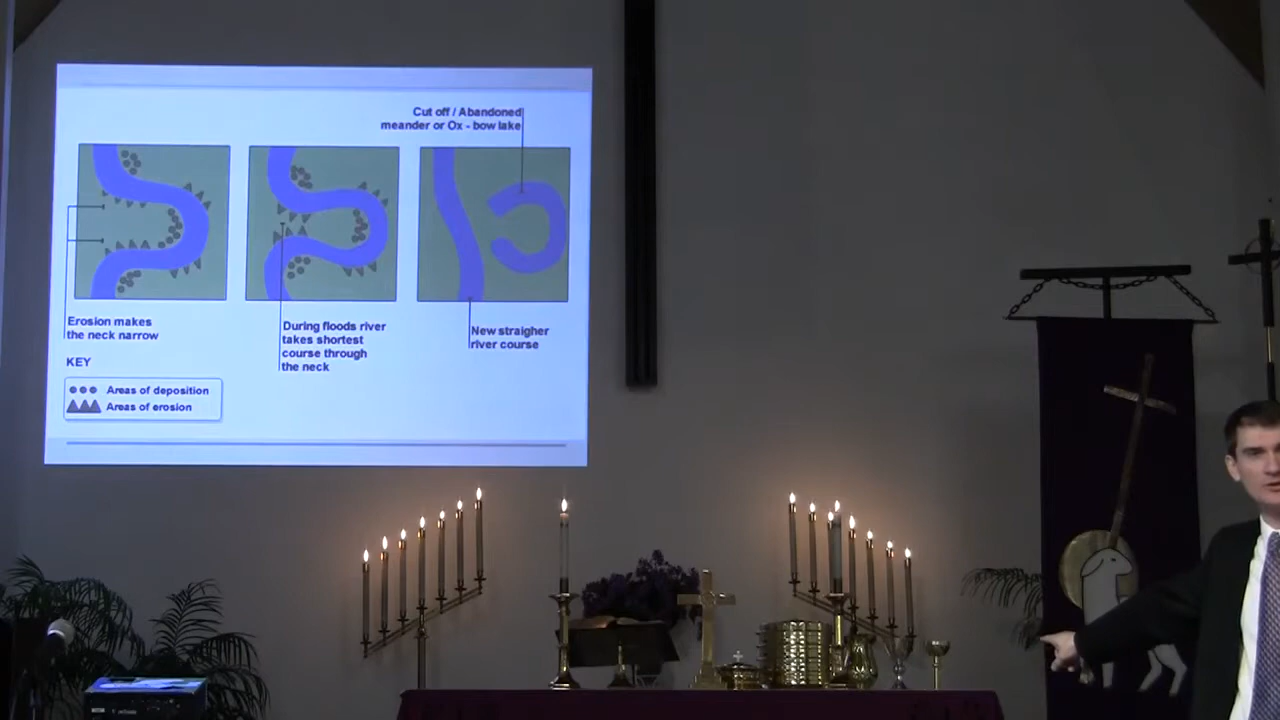 Cut off / Abandoned
meander or Ox - bow lake
Erosion makes
the neck narrow
During floods river
takes shortest
course through
the neck
New straigher
river course
KEY
Areas of deposition
Areas of erosion